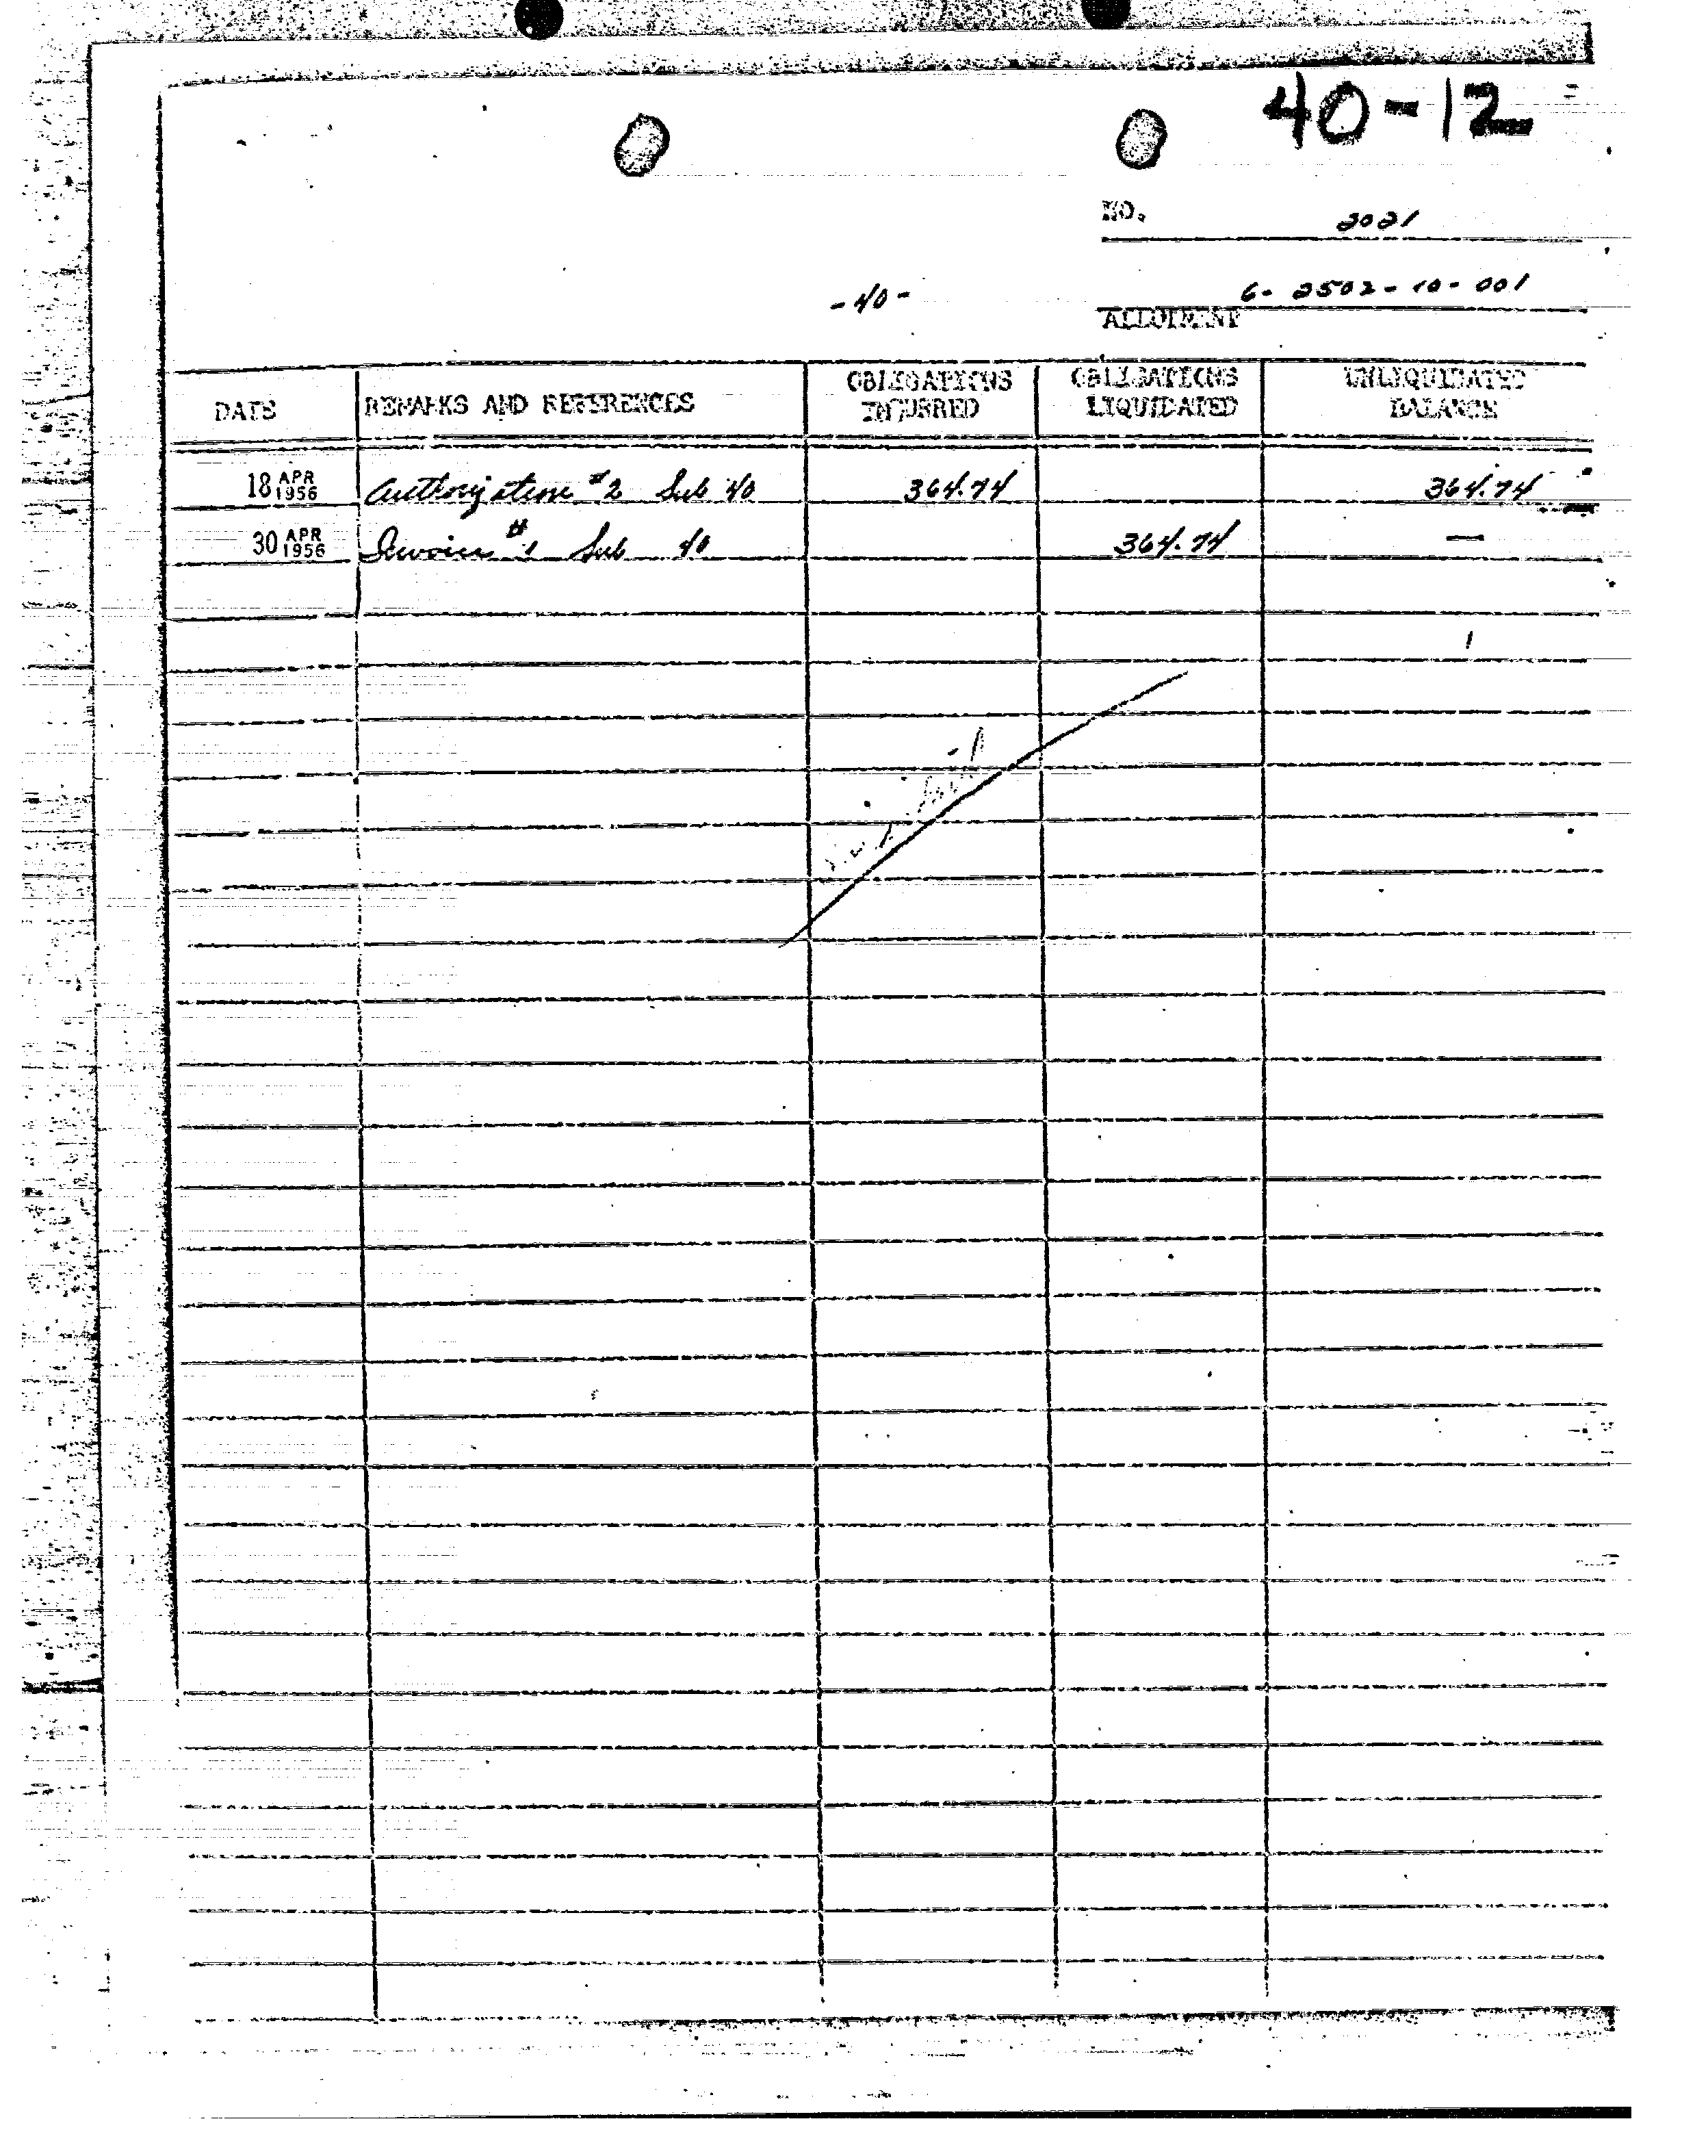 40-12
NO. 2021
6-2502-10-001
-40-
ALLOTMENT
DATE REMARKS AND REFERENCES OBLIGATIONS INCURRED OBLIGATIONS LIQUIDATED UNLIQUIDATED BALANCE
18 APR 1956 Authorization #2 Sub 40 364.74 364.74
30 APR 1956 Invoice #1 Sub 40 364.74 —